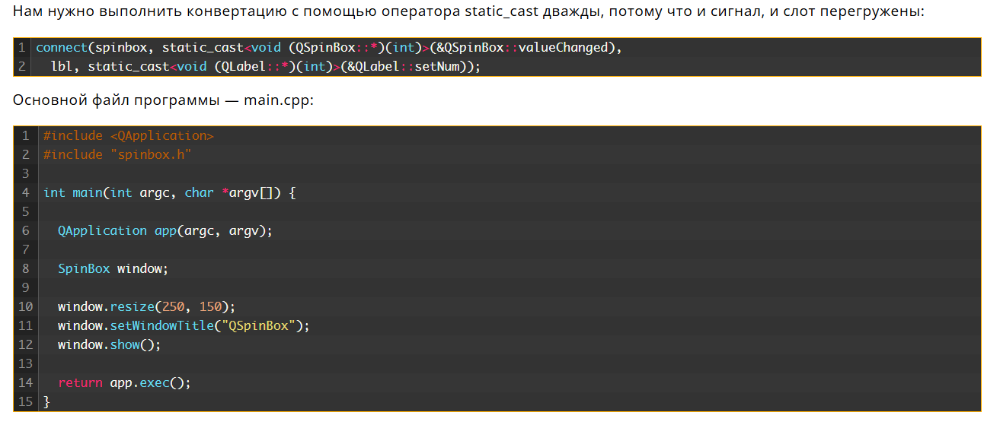 Нам нужно выполнить конвертацию с помощью оператора static_cast дважды, потому что и сигнал, и слот перегружены:
1 connect(spinbox, static_cast<void (QSpinBox::*)(int)>(&QSpinBox::valueChanged),
2   lbl, static_cast<void (QLabel::*)(int)>(&QLabel::setNum));
Основной файл программы — main.cpp:
1 #include <QApplication>
2 #include "spinbox.h"
3
4 int main(int argc, char *argv[]) {
5
6   QApplication app(argc, argv);
7
8   SpinBox window;
9
10   window.resize(250, 150);
11   window.setWindowTitle("QSpinBox");
12   window.show();
13
14   return app.exec();
15 }